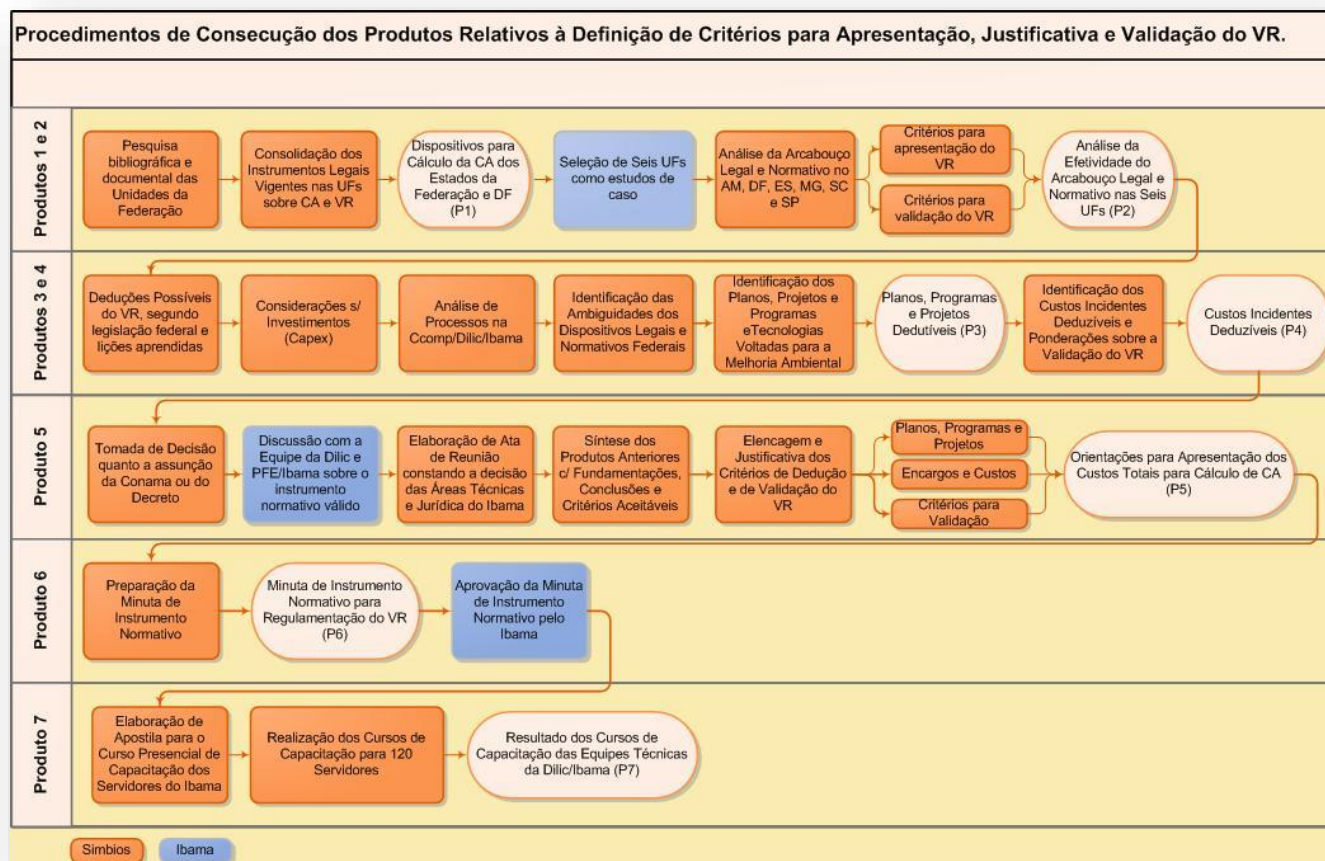 Procedimentos de Consecução dos Produtos Relativos à Definição de Critérios para Apresentação, Justificativa e Validação do VR.
Produtos 1 e 2
Pesquisa
bibliográfica e
documental das
Unidades da
Federação
Consolidação dos
Instrumentos Legais
Vigentes nas UFs
sobre CA e VR
Dispositivos para
Cálculo da CA dos
Estados da
Federação e DF
(P1)
Seleção de Seis UFs
como estudos de
caso
Análise da Arcabouço
Legal e Normativo no
AM, DF, ES, MG, SC
e SP
Critérios para
apresentação do
VR
Critérios para
validação do VR
Análise da
Efetividade do
Arcabouço Legal e
Normativo nas Seis
UFs (P2)
Produtos 3 e 4
Deduções Possíveis
do VR, segundo
legislação federal e
lições aprendidas
Considerações s/
Investimentos
(Capex)
Análise de
Processos na
Ccomp/Dilic/Ibama
Identificação das
Ambiguidades dos
Dispositivos Legais e
Normativos Federais
Identificação dos
Planos, Projetos e
Programas
eTecnologias
Voltadas para a
Melhoria Ambiental
Planos, Programas
e Projetos
Dedutíveis (P3)
Identificação dos
Custos Incidentes
Deduzíveis e
Ponderações sobre a
Validação do VR
Custos Incidentes
Deduzíveis (P4)
Produto 5
Tomada de Decisão
quanto a assunção
da Conama ou do
Decreto
Discussão com a
Equipe da Dilic e
PFE/Ibama sobre o
instrumento
normativo válido
Elaboração de Ata
de Reunião
constando a decisão
das Áreas Técnicas
e Jurídica do Ibama
Síntese dos
Produtos Anteriores
c/ Fundamentações,
Conclusões e
Critérios Aceitáveis
Elencagem e
Justificativa dos
Critérios de Dedução
e de Validação do
VR
Planos, Programas e
Projetos
Encargos e Custos
Critérios para
Validação
Orientações para Apresentação dos
Custos Totais para Cálculo de CA
(P5)
Produto 6
Preparação da
Minuta de
Instrumento
Normativo
Minuta de Instrumento
Normativo para
Regulamentação do VR
(P6)
Aprovação da Minuta
de Instrumento
Normativo pelo
Ibama
Produto 7
Elaboração de
Apostila para o
Curso Presencial de
Capacitação dos
Servidores do Ibama
Realização dos Cursos de
Capacitação para 120
Servidores
Resultado dos Cursos de
Capacitação das Equipes Técnicas
da Dilic/Ibama (P7)
Simbios
Ibama